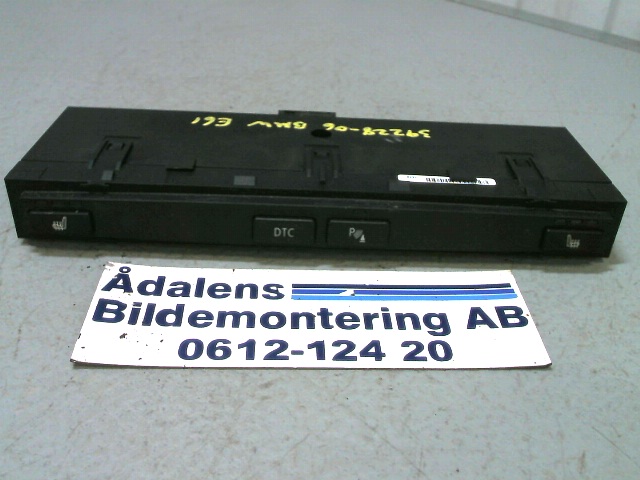 39228-06 BMW E61
DTC
P
Ådalens
Bildemontering AB
0612-124 20